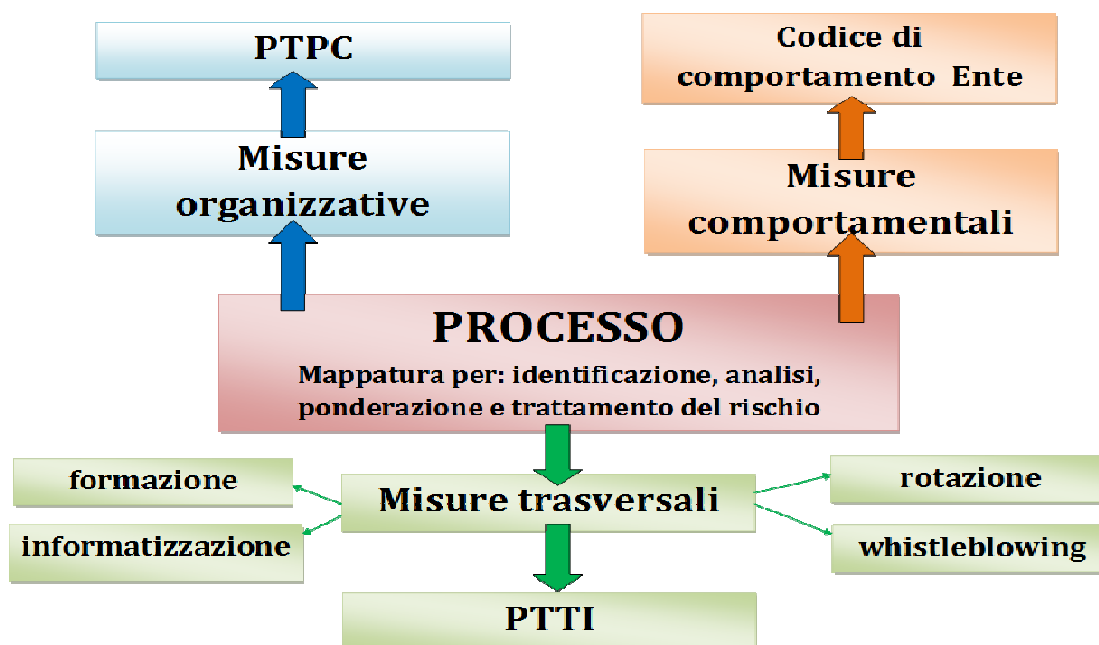 PTPC
Codice di
comportamento Ente
Misure
organizzative
Misure
comportamentali
PROCESSO
Mappatura per: identificazione, analisi,
ponderazione e trattamento del rischio
formazione
Misure trasversali
rotazione
informatizzazione
whistleblowing
PTTI